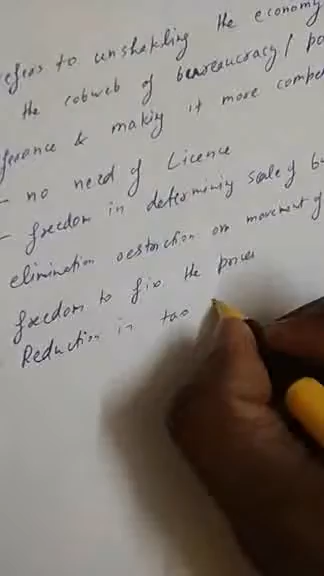 refers to unshakling the economy
the cobweb of beareaucracy / po
ference & making it more compe
- no need of Licence
- freedom in determining scale of bu
elimination restriction on movement of
freedom to fix the prices
Reduction in tax